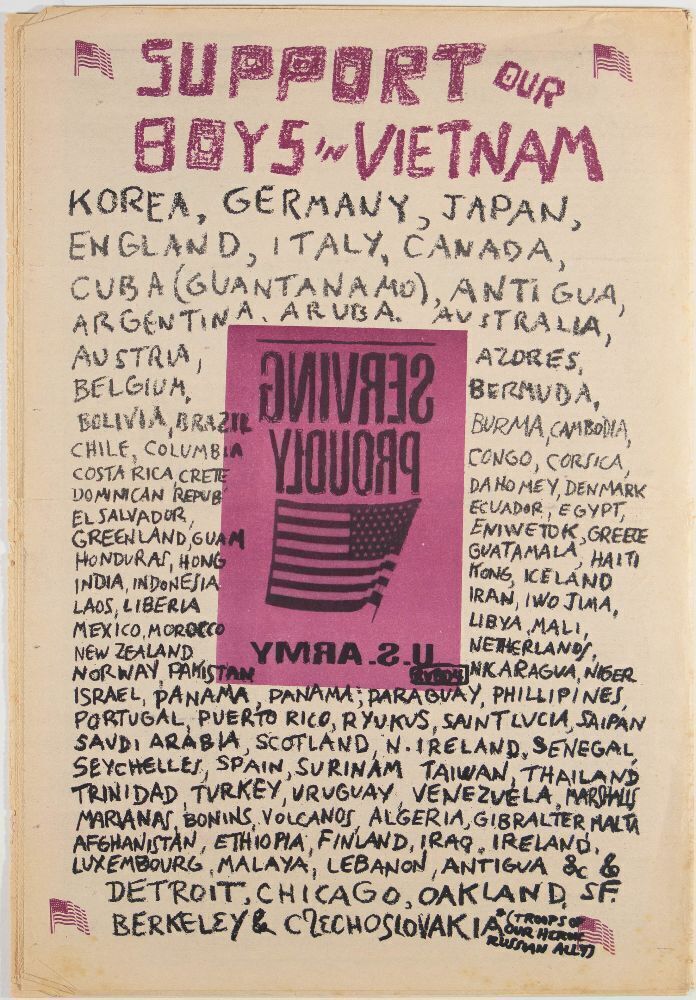 SUPPORT OUR
BOYS IN VIETNAM
KOREA, GERMANY, JAPAN,
ENGLAND, ITALY, CANADA,
CUBA (GUANTANAMO), ANTIGUA,
ARGENTINA. ARUBA. AUSTRALIA,
AUSTRIA, AZORES,
BELGIUM, BERMUDA,
BOLIVIA, BRAZIL BURMA, CAMBODIA,
CHILE, COLUMBIA CONGO, CORSICA,
COSTA RICA, CRETE DAHOMEY, DENMARK
DOMINICAN REPUB ECUADOR, EGYPT,
EL SALVADOR, ENIWETOK, GREECE
GREENLAND, GUAM GUATAMALA, HAITI
HONDURAS, HONG KONG, ICELAND
INDIA, INDONESIA IRAN, IWO JIMA,
LAOS, LIBERIA LIBYA, MALI,
MEXICO, MOROCCO NETHERLANDS,
NEW ZEALAND NIKARAGUA, NIGER
NORWAY PAKISTAN
SERVING
PROUDLY
U.S. ARMY
ISRAEL, PANAMA, PANAMA, PARAGUAY, PHILLIPINES,
PORTUGAL, PUERTO RICO, RYUKUS, SAINT LUCIA, SAIPAN
SAUDI ARABIA, SCOTLAND, N. IRELAND, SENEGAL,
SEYCHELLES, SPAIN, SURINAM TAIWAN, THAILAND
TRINIDAD, TURKEY, URUGUAY, VENEZUELA, MARSHALLS
MARIANAS, BONINS, VOLCANOS, ALGERIA, GIBRALTER MALTA
AFGHANISTAN, ETHIOPIA, FINLAND, IRAQ, IRELAND,
LUXEMBOURG, MALAYA, LEBANON, ANTIGUA &c &
DETROIT, CHICAGO, OAKLAND, SF.
BERKELEY & CZECHOSLOVAKIA *(TROOPS OF
OUR HEROIC
RUSSIAN ALLY)